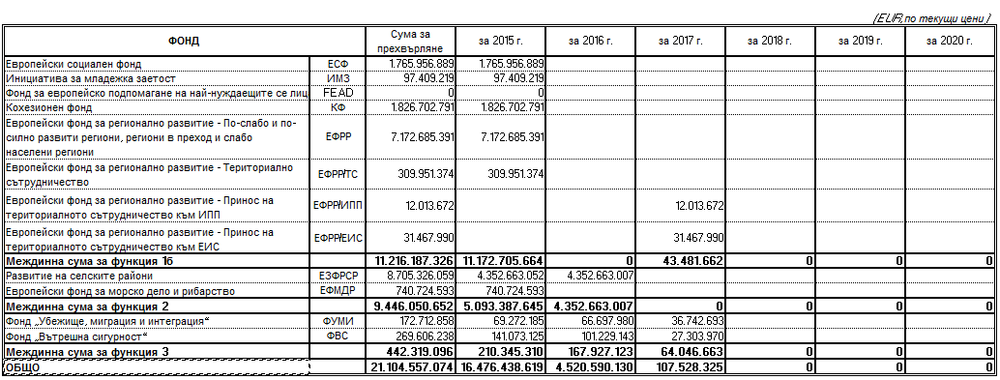 (EUR, по текущи цени)
ФОНД Сума за прехвърляне за 2015 г. за 2016 г. за 2017 г. за 2018 г. за 2019 г. за 2020 г.
Европейски социален фонд ЕСФ 1.765.956.889 1.765.956.889
Инициатива за младежка заетост ИМЗ 97.409.219 97.409.219
Фонд за европейско подпомагане на най-нуждаещите се лиц FEAD 0 0
Кохезионен фонд КФ 1.826.702.791 1.826.702.791
Европейски фонд за регионално развитие - По-слабо и по-
силно развити региони, региони в преход и слабо ЕФРР 7.172.685.391 7.172.685.391
населени региони
Европейски фонд за регионално развитие - Териториално
сътрудничество ЕФРР/ТС 309.951.374 309.951.374
Европейски фонд за регионално развитие - Принос на
териториалното сътрудничество към ИПП ЕФРР/ИПП 12.013.672 12.013.672
Европейски фонд за регионално развитие - Принос на
териториалното сътрудничество към ЕИС ЕФРР/ЕИС 31.467.990 31.467.990
Междинна сума за функция 1б 11.216.187.326 11.172.705.664 0 43.481.662 0 0 0
Развитие на селските райони ЕЗФРСР 8.705.326.059 4.352.663.052 4.352.663.007
Европейски фонд за морско дело и рибарство ЕФМДР 740.724.593 740.724.593
Междинна сума за функция 2 9.446.050.652 5.093.387.645 4.352.663.007 0 0 0 0
Фонд „Убежище, миграция и интеграция“ ФУМИ 172.712.858 69.272.185 66.697.980 36.742.693
Фонд „Вътрешна сигурност“ ФВС 269.606.238 141.073.125 101.229.143 27.303.970
Междинна сума за функция 3 442.319.096 210.345.310 167.927.123 64.046.663 0 0 0
ОБЩО 21.104.557.074 16.476.438.619 4.520.590.130 107.528.325 0 0 0